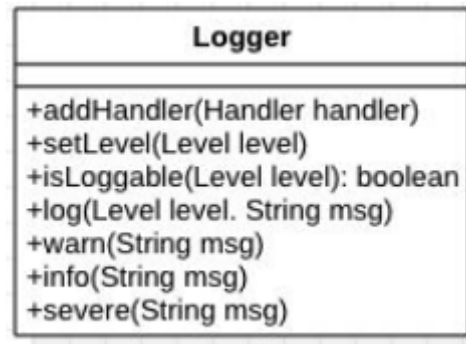 Logger
+addHandler(Handler handler)
+setLevel(Level level)
+isLoggable(Level level): boolean
+log(Level level. String msg)
+warn(String msg)
+info(String msg)
+severe(String msg)